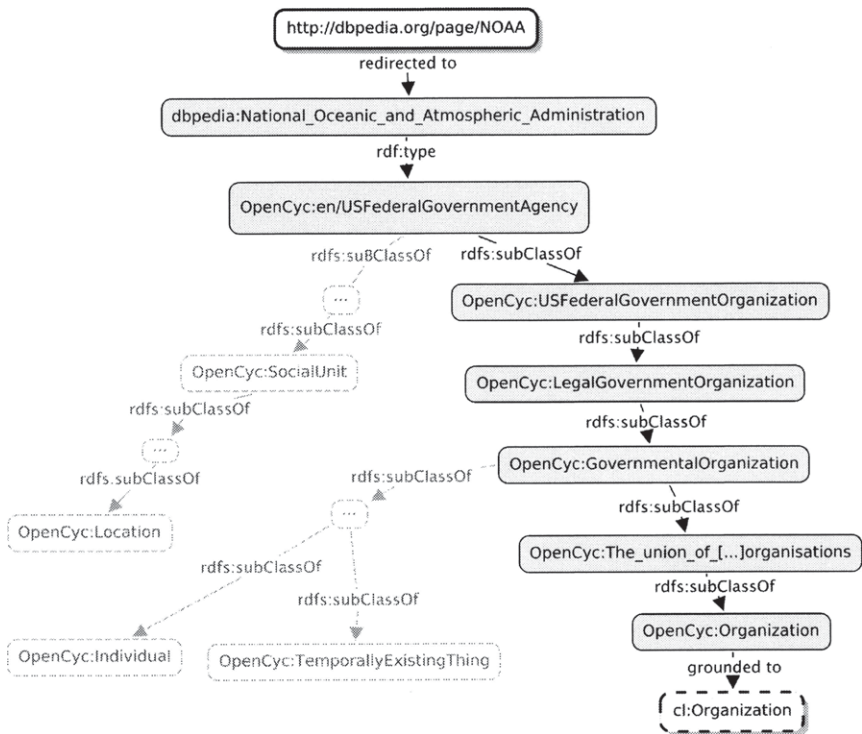 http://dbpedia.org/page/NOAA
redirected to
dbpedia:National_Oceanic_and_Atmospheric_Administration
rdf:type
OpenCyc:en/USFederalGovernmentAgency
rdfs:suBClassOf
rdfs:subClassOf
...
OpenCyc:USFederalGovernmentOrganization
rdfs:subClassOf
rdfs:subClassOf
OpenCyc:SocialUnit
OpenCyc:LegalGovernmentOrganization
rdfs:subClassOf
rdfs:subClassOf
...
OpenCyc:GovernmentalOrganization
rdfs.subClassOf
rdfs:subClassOf
rdfs:subClassOf
...
OpenCyc:Location
OpenCyc:The_union_of_[...]organisations
rdfs:subClassOf
rdfs:subClassOf
rdfs:subClassOf
OpenCyc:Organization
OpenCyc:Individual
OpenCyc:TemporallyExistingThing
grounded to
cl:Organization